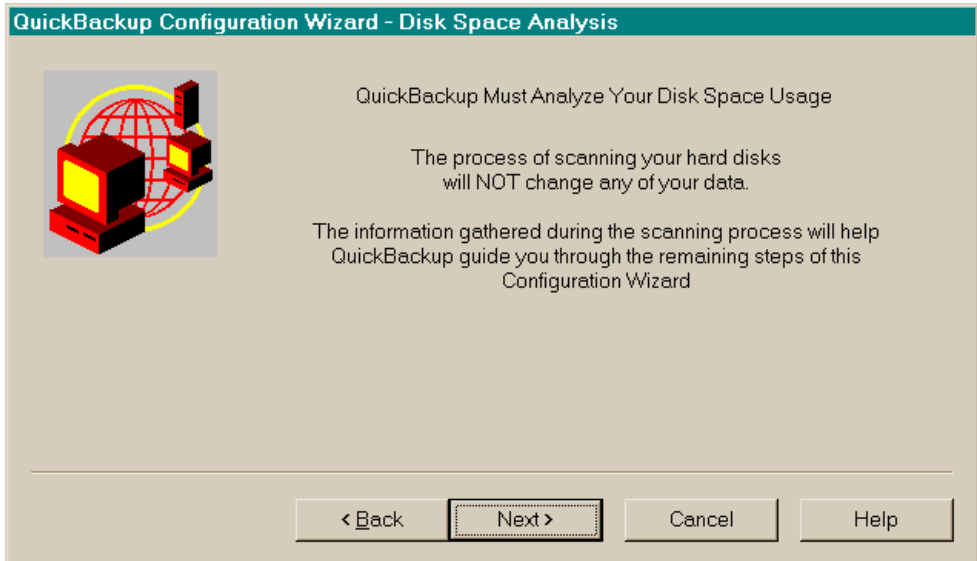 QuickBackup Configuration Wizard - Disk Space Analysis
QuickBackup Must Analyze Your Disk Space Usage
The process of scanning your hard disks
will NOT change any of your data.
The information gathered during the scanning process will help
QuickBackup guide you through the remaining steps of this
Configuration Wizard
< Back Next > Cancel Help